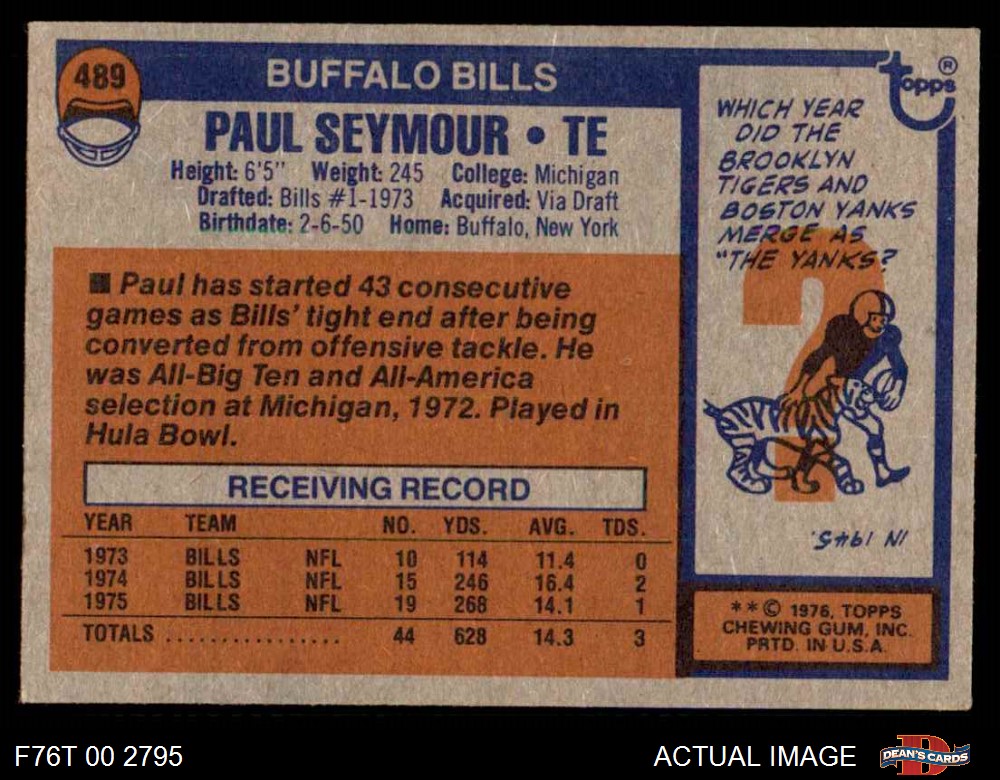 489
BUFFALO BILLS
topps ®
PAUL SEYMOUR • TE
Height: 6'5" Weight: 245 College: Michigan
Drafted: Bills #1-1973 Acquired: Via Draft
Birthdate: 2-6-50 Home: Buffalo, New York
■ Paul has started 43 consecutive
games as Bills' tight end after being
converted from offensive tackle. He
was All-Big Ten and All-America
selection at Michigan, 1972. Played in
Hula Bowl.
RECEIVING RECORD
YEAR TEAM NO. YDS. AVG. TDS.
1973 BILLS NFL 10 114 11.4 0
1974 BILLS NFL 15 246 16.4 2
1975 BILLS NFL 19 268 14.1 1
TOTALS ................. 44 628 14.3 3
WHICH YEAR
DID THE
BROOKLYN
TIGERS AND
BOSTON YANKS
MERGE AS
"THE YANKS?
?
IN 1945.
**© 1976, TOPPS
CHEWING GUM, INC.
PRTD. IN U.S.A.
F76T 00 2795
ACTUAL IMAGE
D
DEAN'S CARDS